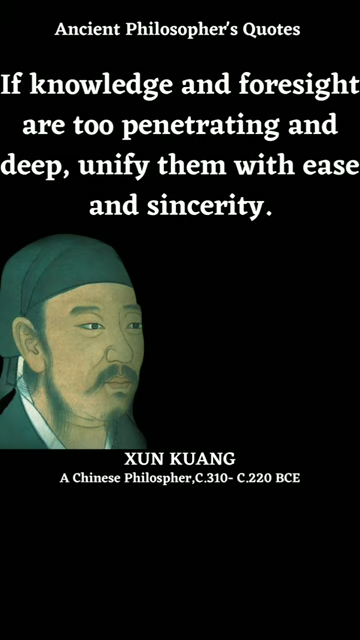 Ancient Philosopher's Quotes
If knowledge and foresight
are too penetrating and
deep, unify them with ease
and sincerity.
XUN KUANG
A Chinese Philospher,C.310- C.220 BCE